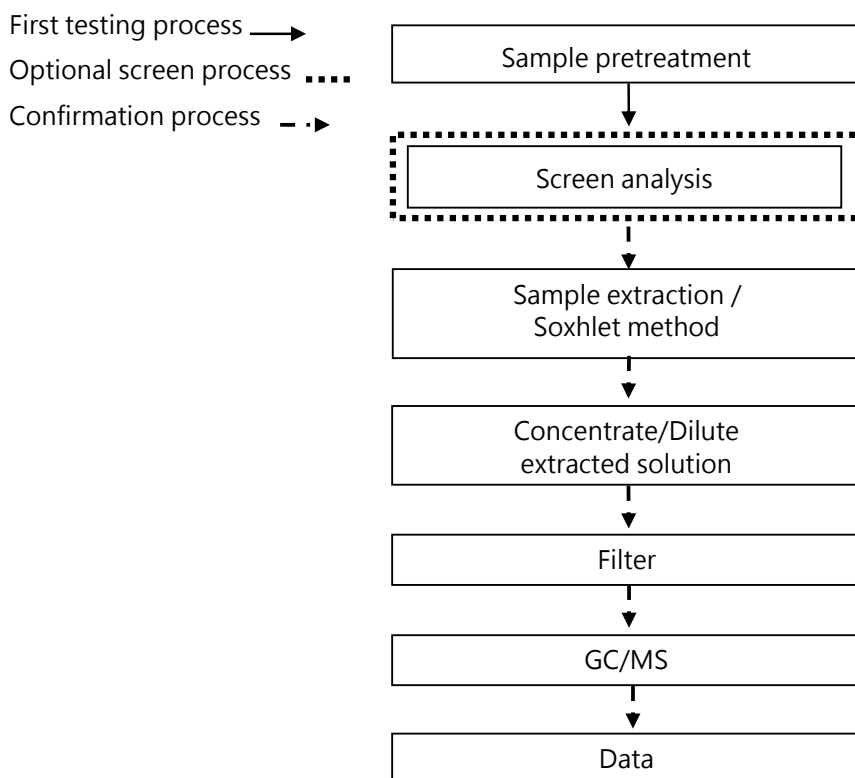 First testing process
Optional screen process
Confirmation process
Sample pretreatment
Screen analysis
Sample extraction /
Soxhlet method
Concentrate/Dilute
extracted solution
Filter
GC/MS
Data